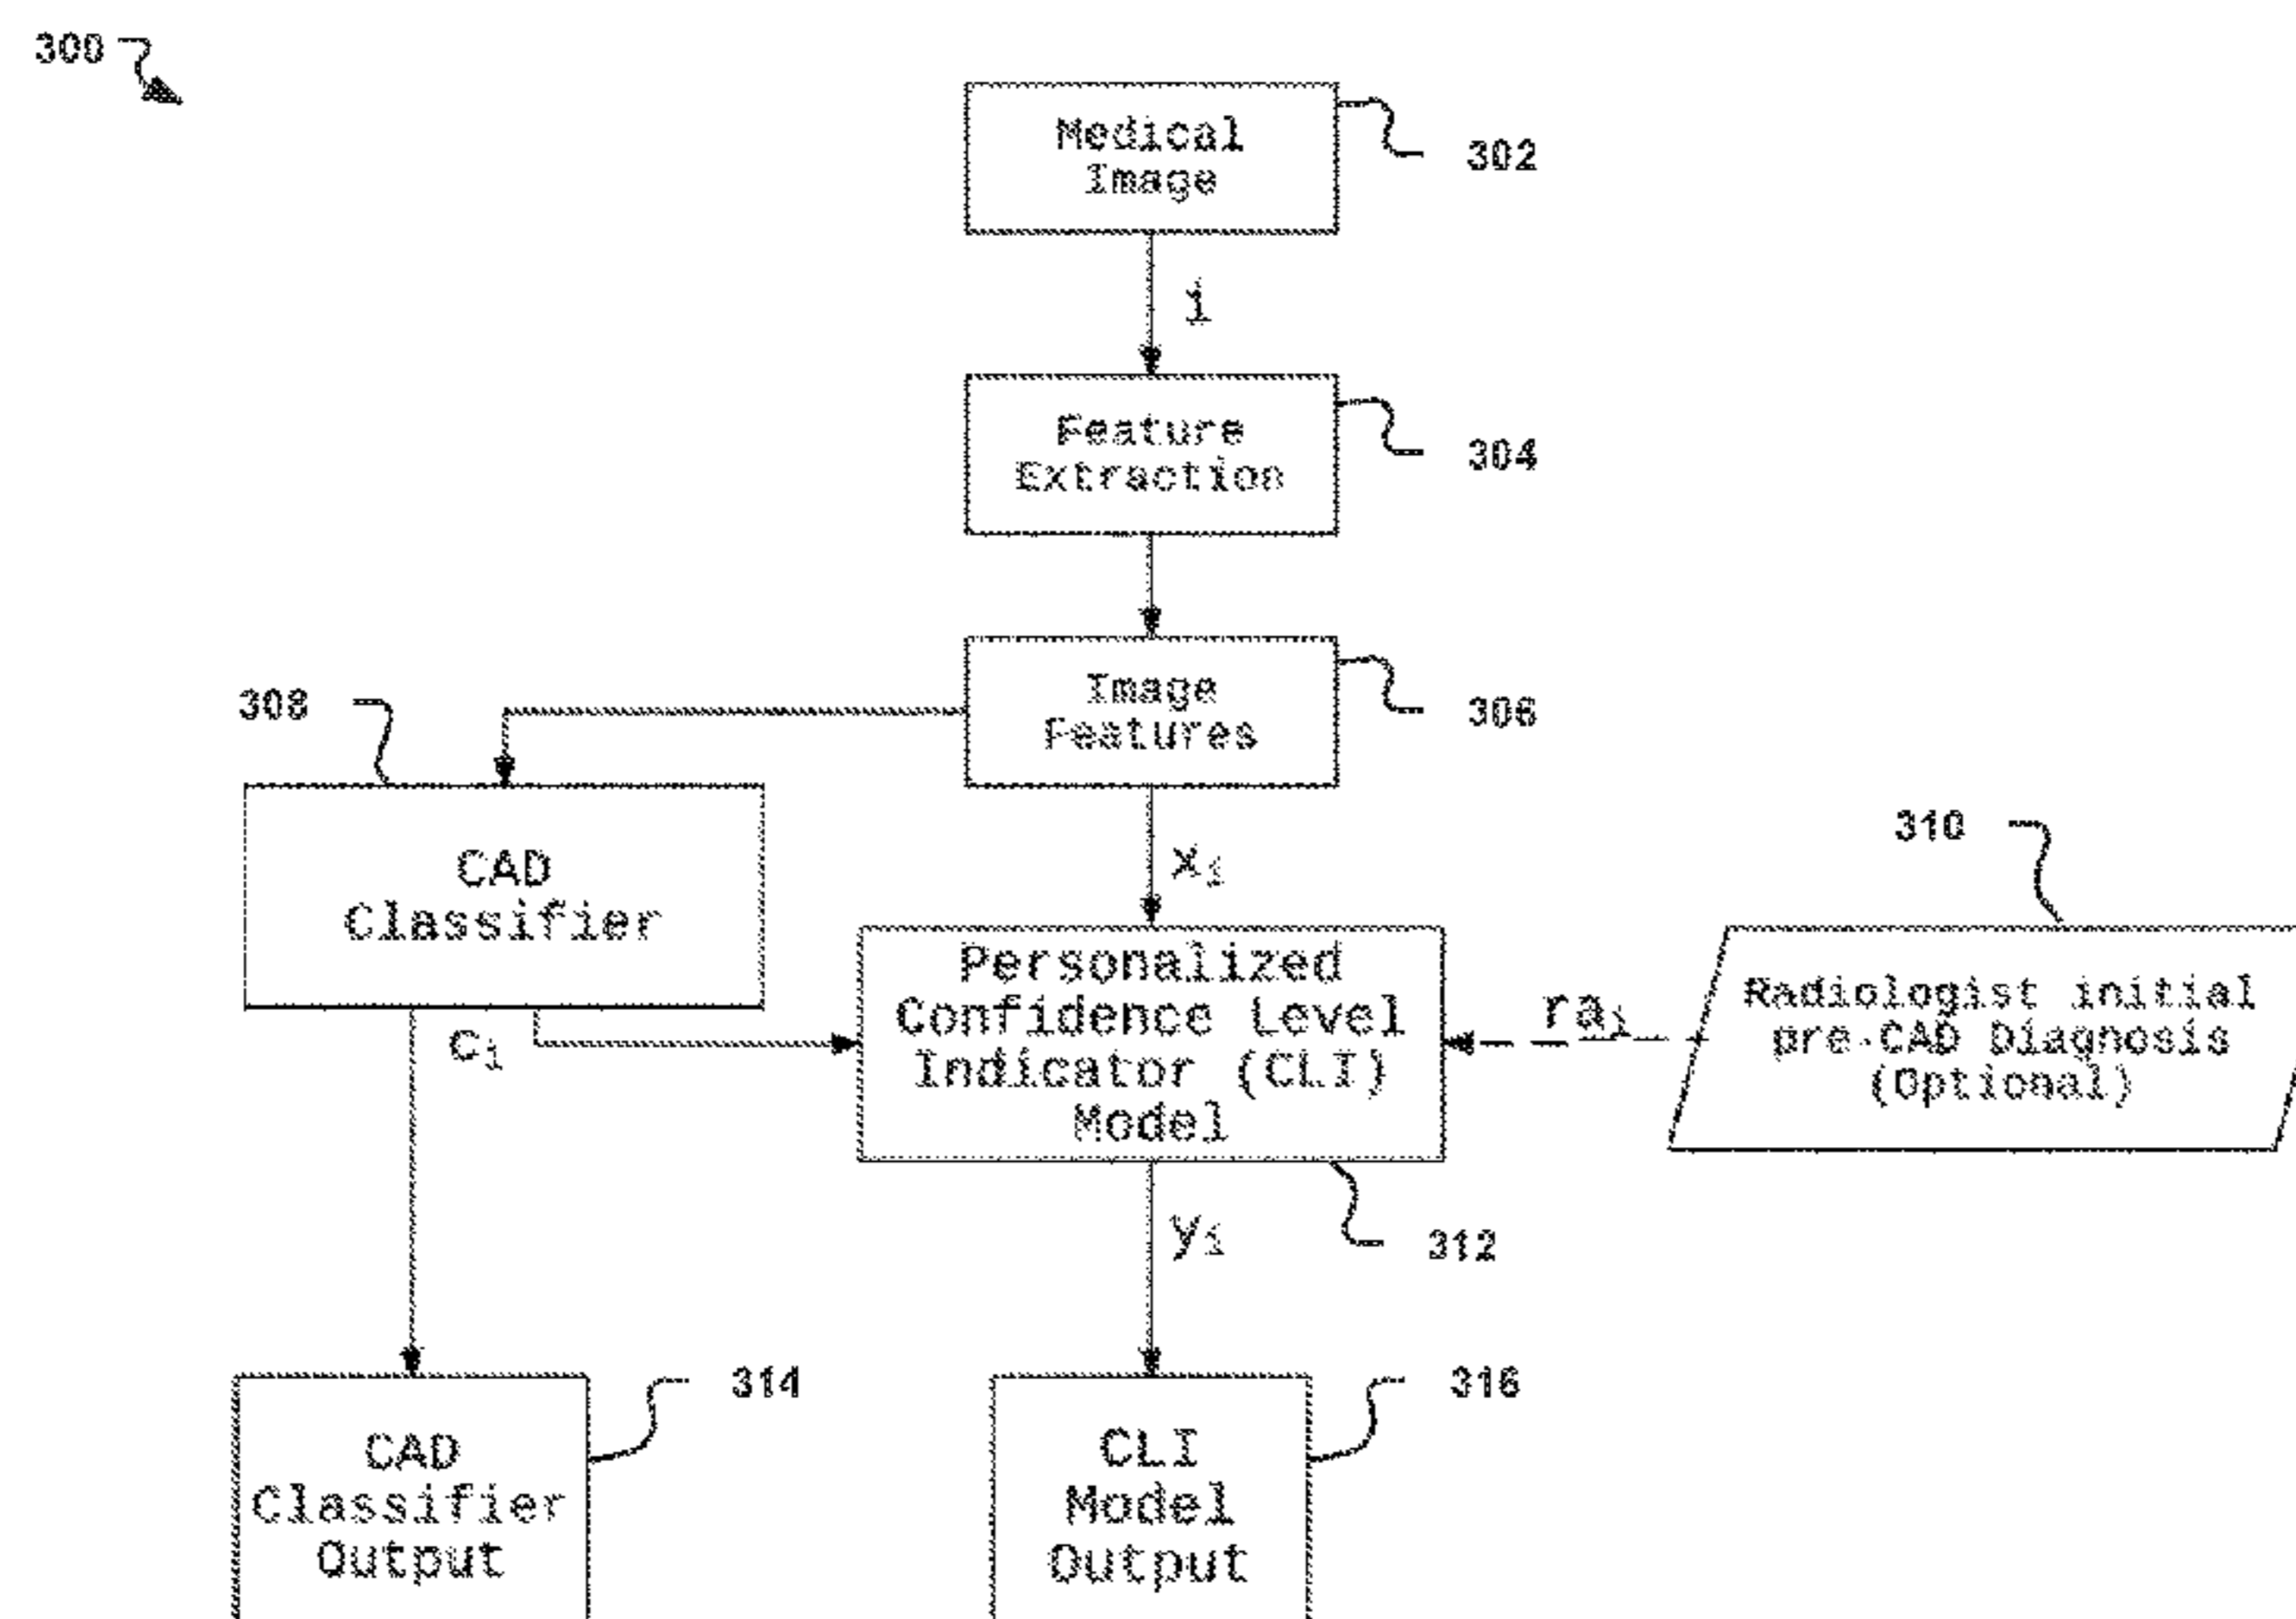 300
Medical
Image
302
i
Feature
Extraction
304
Image
Features
306
308
CAD
Classifier
xi
310
Personalized
Confidence Level
Indicator (CLI)
Model
ci
rai
Radiologist initial
pre-CAD Diagnosis
(Optional)
yi
312
314
CAD
Classifier
Output
316
CLI
Model
Output